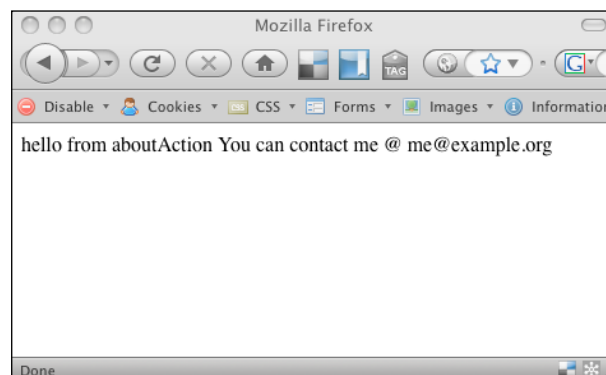 Mozilla Firefox
TAG
G
Disable Cookies CSS Forms Images Information
hello from aboutAction You can contact me @ me@example.org
Done